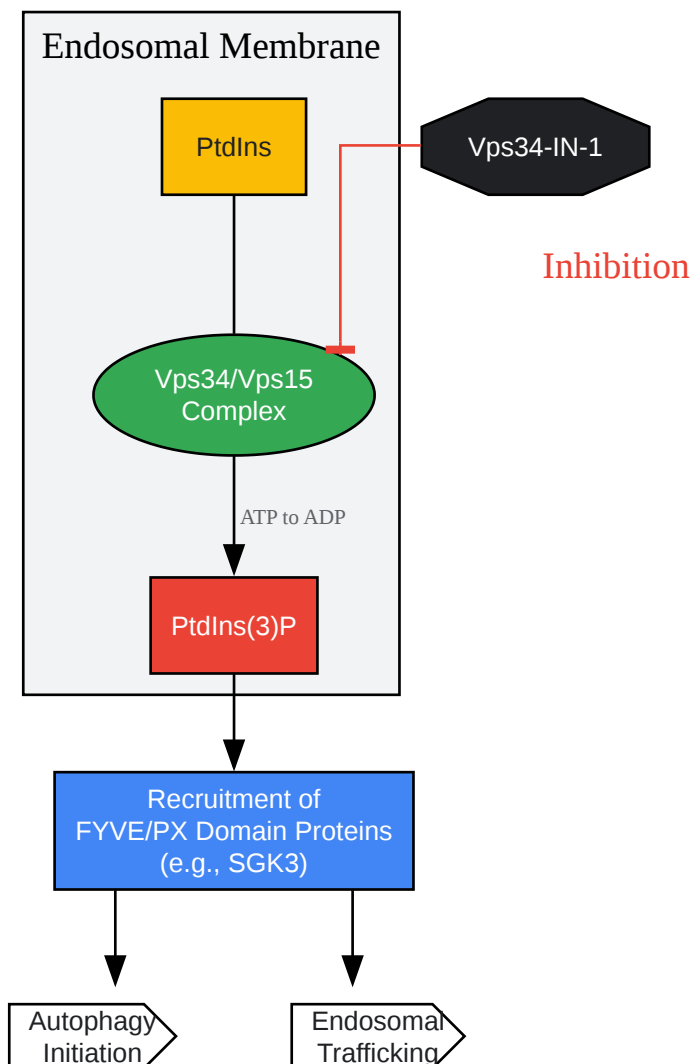 Endosomal Membrane
PtdIns
Vps34-IN-1
Inhibition
Vps34/Vps15
Complex
ATP to ADP
PtdIns(3)P
Recruitment of
FYVE/PX Domain Proteins
(e.g., SGK3)
Autophagy
Initiation
Endosomal
Trafficking